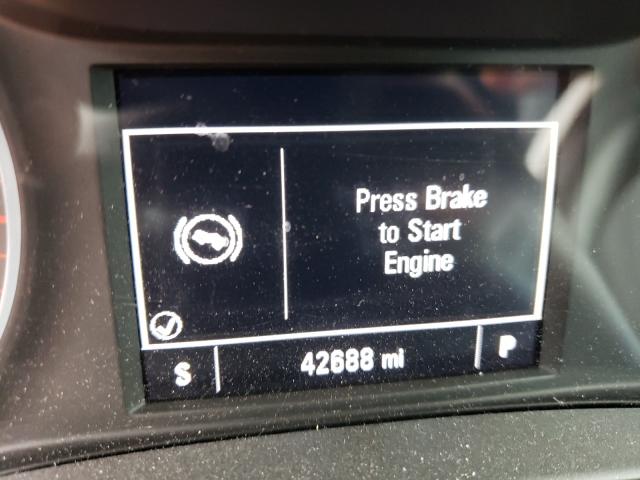 Press Brake
to Start
Engine
S 42688 mi P